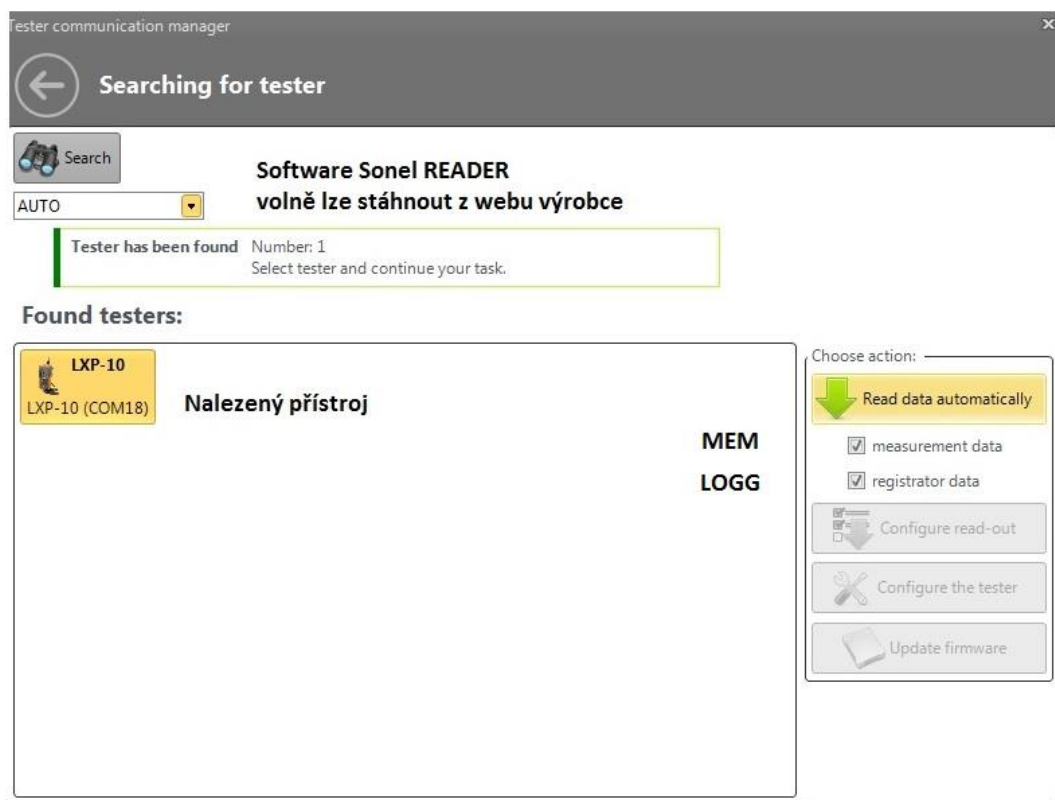 Tester communication manager
Searching for tester
Search
Software Sonel READER
AUTO
volně lze stáhnout z webu výrobce
Tester has been found Number: 1
Select tester and continue your task.
Found testers:
LXP-10
LXP-10 (COM18)
Nalezený přístroj
MEM
LOGG
Choose action:
Read data automatically
measurement data
registrator data
Configure read-out
Configure the tester
Update firmware